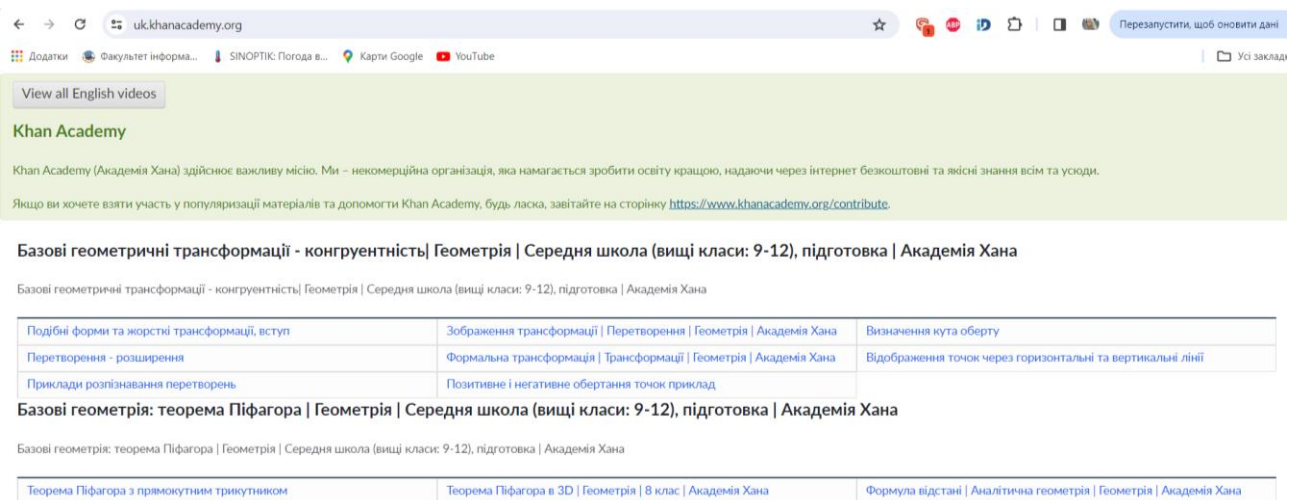 uk.khanacademy.org
ABP
1
Перезапустити, щоб оновити дані
Додатки
Факультет інформа...
SINOPTIK: Погода в...
Карти Google
YouTube
Усі заклад
View all English videos
Khan Academy
Khan Academy (Академія Хана) здійснює важливу місію. Ми – некомерційна організація, яка намагається зробити освіту кращою, надаючи через інтернет безкоштовні та якісні знання всім та усюди.
Якщо ви хочете взяти участь у популяризації матеріалів та допомогти Khan Academy, будь ласка, завітайте на сторінку https://www.khanacademy.org/contribute.
Базові геометричні трансформації - конгруентність| Геометрія | Середня школа (вищі класи: 9-12), підготовка | Академія Хана
Базові геометричні трансформації - конгруентність| Геометрія | Середня школа (вищі класи: 9-12), підготовка | Академія Хана
Подібні форми та жорсткі трансформації, вступ
Зображення трансформації | Перетворення | Геометрія | Академія Хана
Визначення кута оберту
Перетворення - розширення
Формальна трансформація | Трансформації | Геометрія | Академія Хана
Відображення точок через горизонтальні та вертикальні лінії
Приклади розпізнавання перетворень
Позитивне і негативне обертання точок приклад
Базові геометрія: теорема Піфагора | Геометрія | Середня школа (вищі класи: 9-12), підготовка | Академія Хана
Базові геометрія: теорема Піфагора | Геометрія | Середня школа (вищі класи: 9-12), підготовка | Академія Хана
Теорема Піфагора з прямокутним трикутником
Теорема Піфагора в 3D | Геометрія | 8 клас | Академія Хана
Формула відстані | Аналітична геометрія | Геометрія | Академія Хана